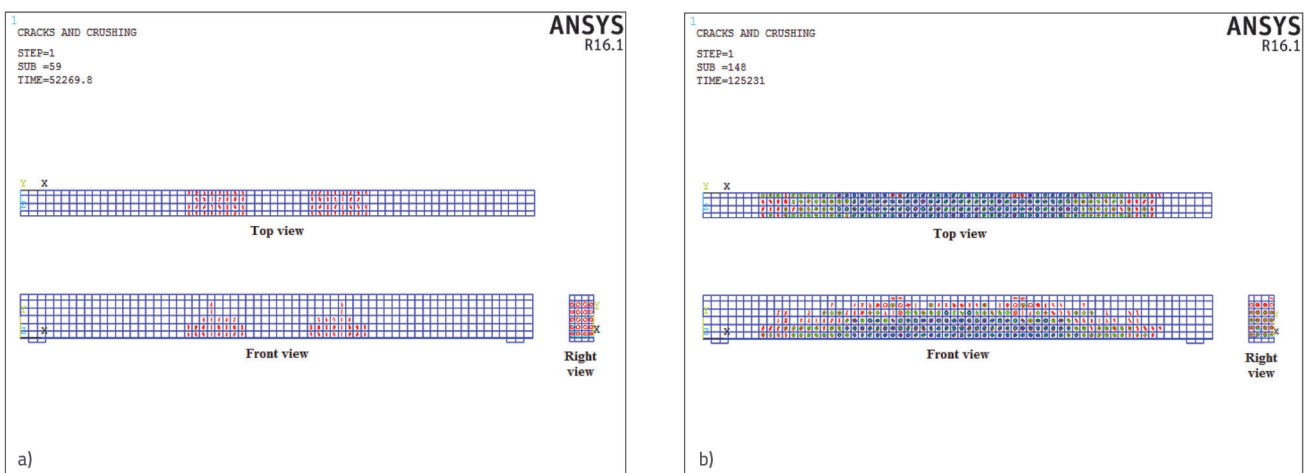 1
CRACKS AND CRUSHING
STEP=1
SUB =59
TIME=52269.8
ANSYS
R16.1
Y X
Top view
Y
X
Front view
Y
X
Right
view
a)
1
CRACKS AND CRUSHING
STEP=1
SUB =148
TIME=125231
ANSYS
R16.1
Y X
Top view
X
Front view
Y
X
Right
view
b)